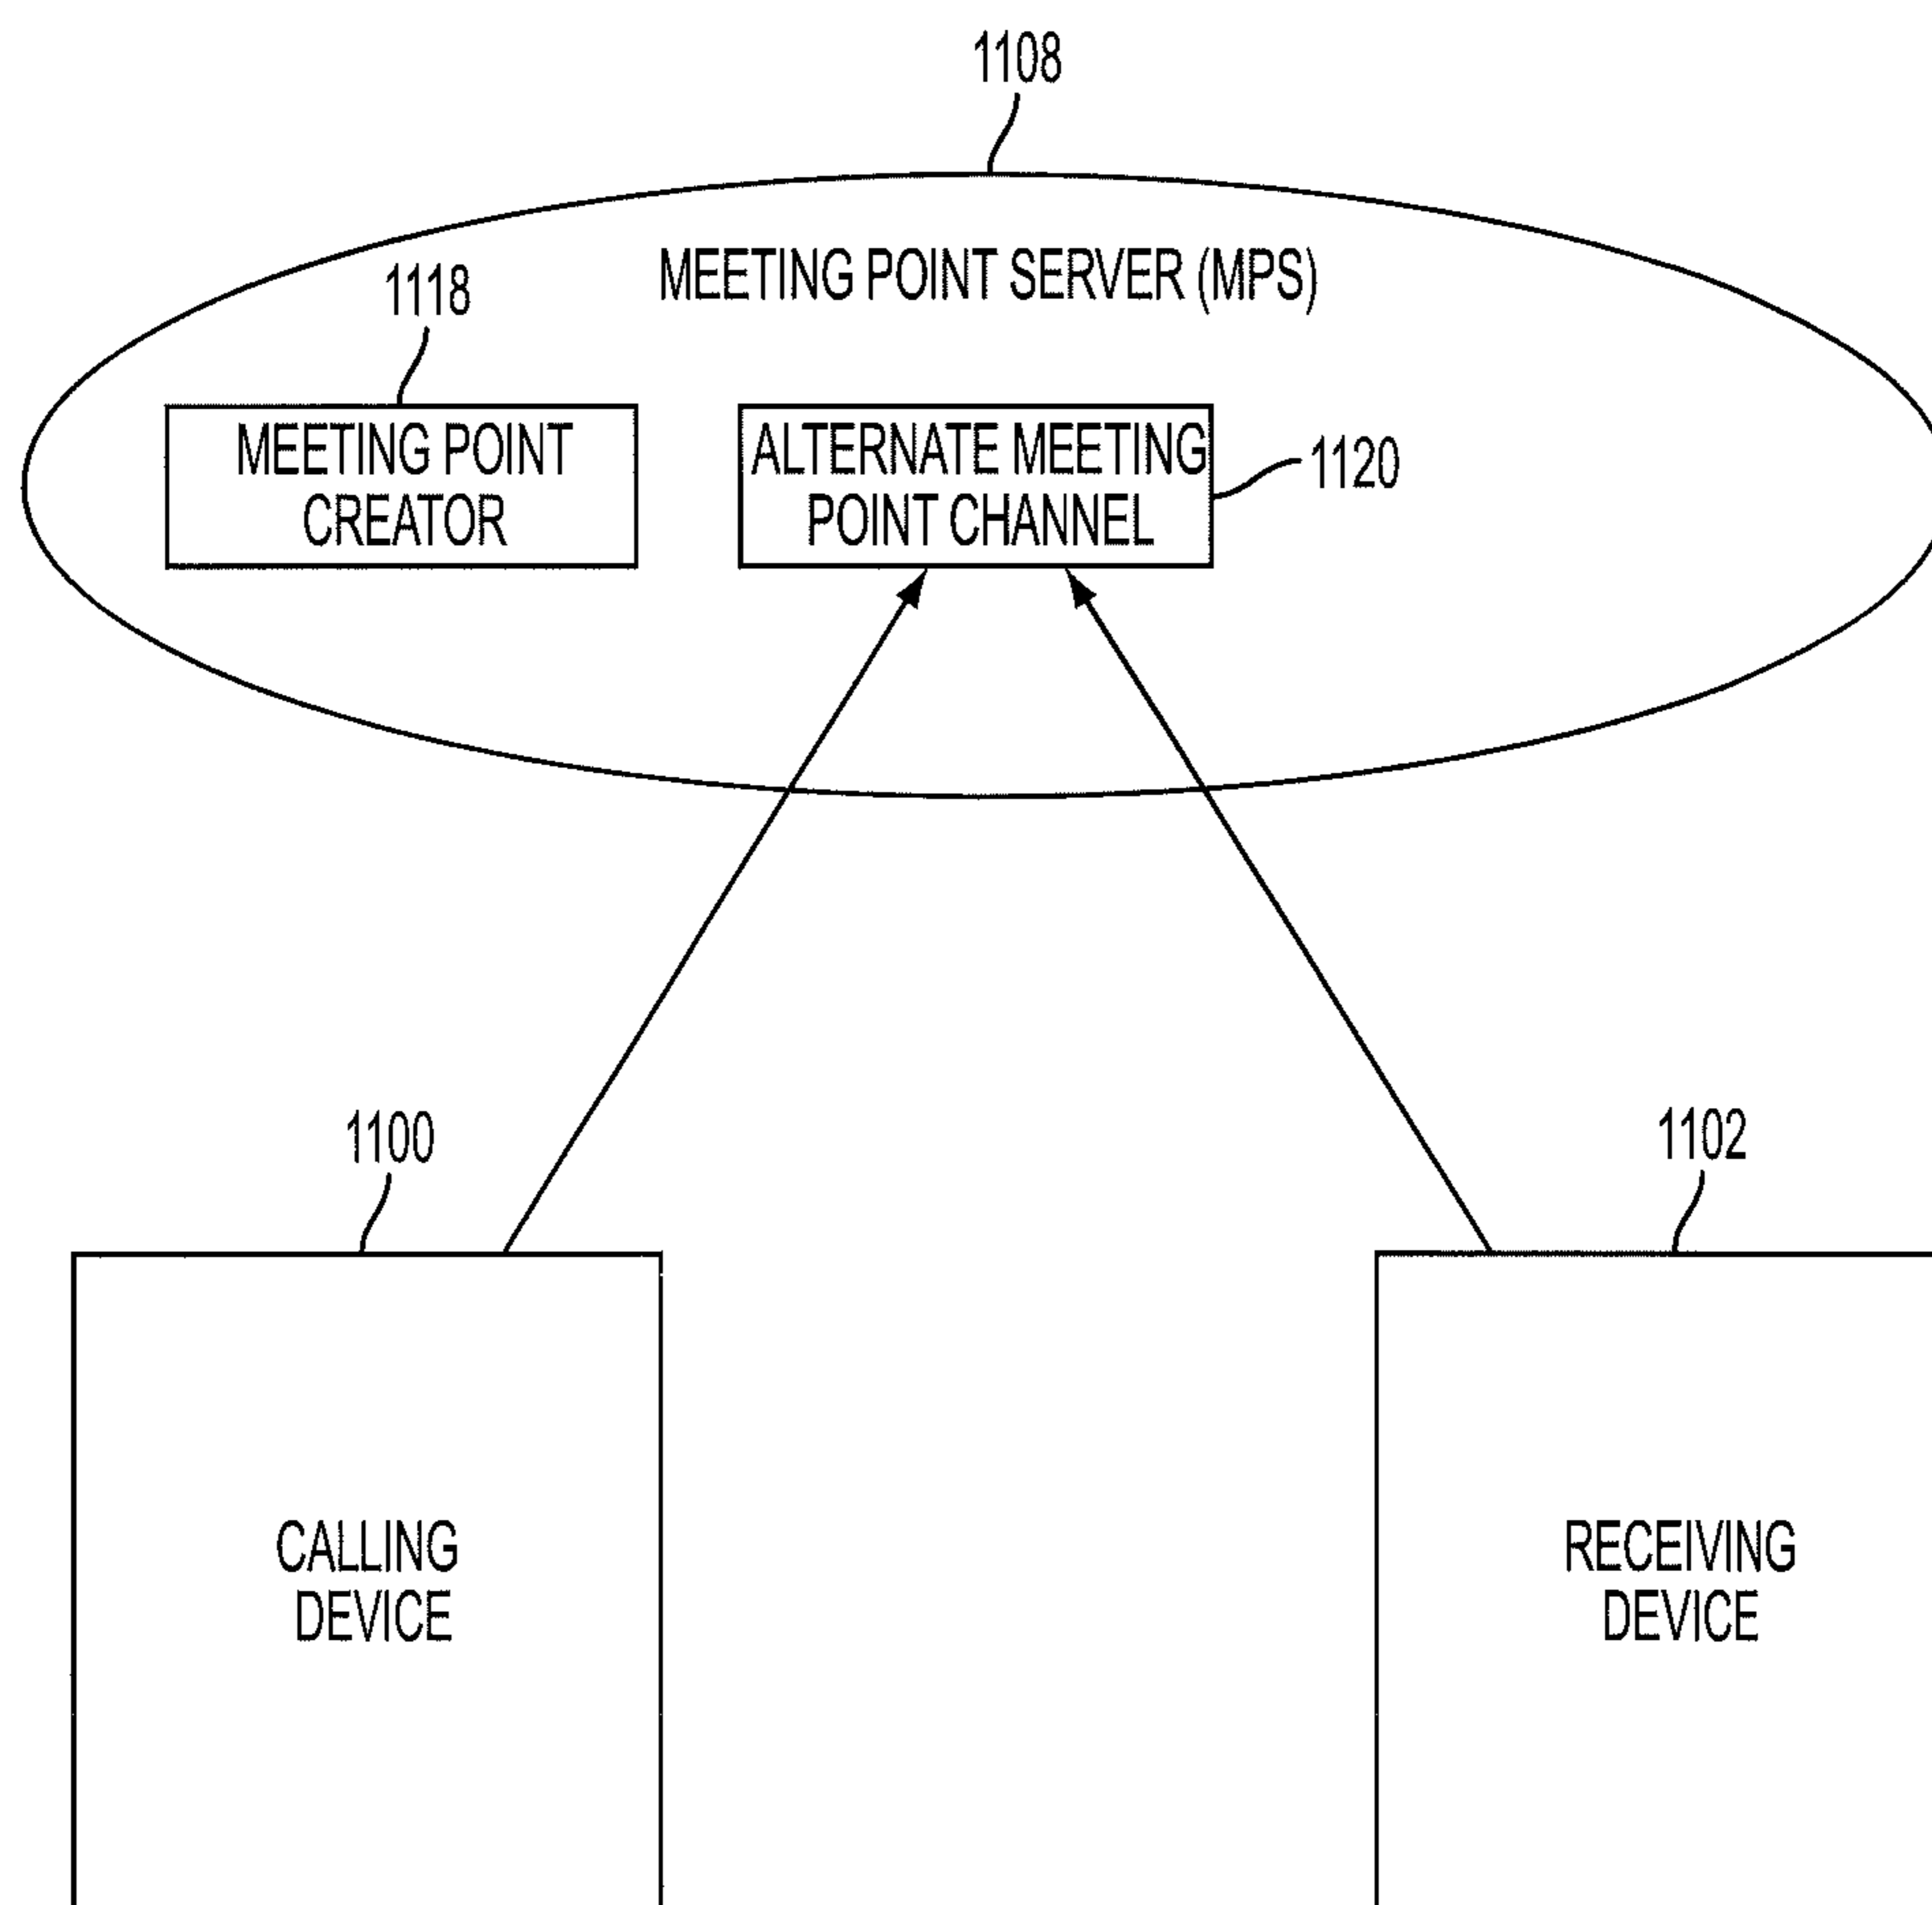 1108
MEETING POINT SERVER (MPS)
1118
MEETING POINT
CREATOR
ALTERNATE MEETING
POINT CHANNEL
1120
1100
1102
CALLING
DEVICE
RECEIVING
DEVICE